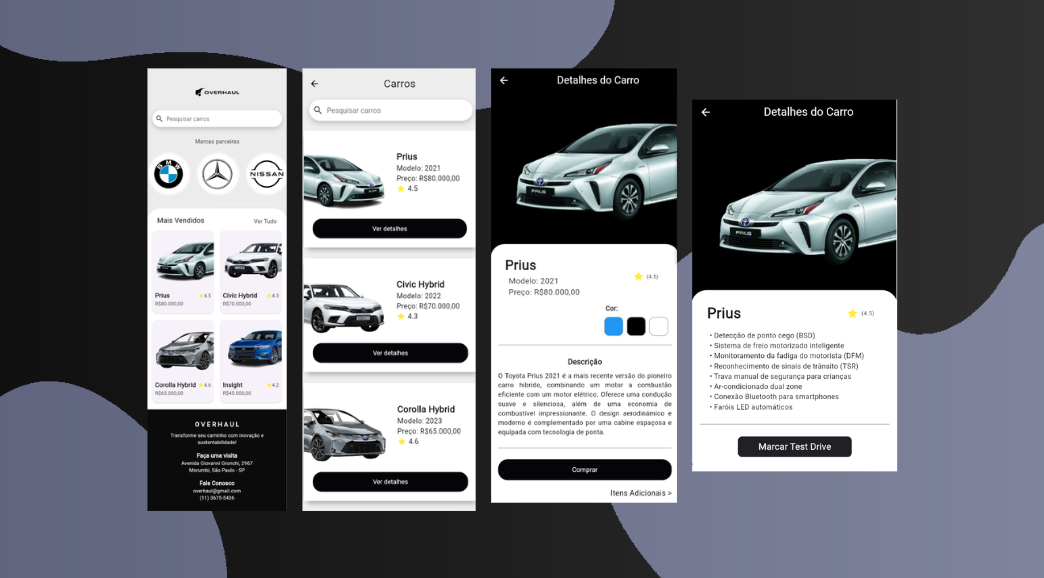 OVERHAUL
Pesquisar carros
Marcas parceiras
BMW
NISSAN
Mais Vendidos
Ver Tudo
Prius
4.5
R$80.000,00
Civic Hybrid
4.3
R$70.000,00
Corolla Hybrid
4.6
R$65.000,00
Insight
4.2
R$45.000,00
OVERHAUL
Transforme seu caminho com inovação e
sustentabilidade!
Faça uma visita
Avenida Giovanni Gronchi, 2967
Morumbi, São Paulo - SP
Fale Conosco
overhaul@gmail.com
(11) 3675-5436
Carros
Pesquisar carros
Prius
Modelo: 2021
Preço: R$80.000,00
4.5
Ver detalhes
Civic Hybrid
Modelo: 2022
Preço: R$70.000,00
4.3
Ver detalhes
Corolla Hybrid
Modelo: 2023
Preço: R$65.000,00
4.6
Ver detalhes
Detalhes do Carro
PRIUS
Prius
(4.5)
Modelo: 2021
Preço: R$80.000,00
Cor:
Descrição
O Toyota Prius 2021 é a mais recente versão do pioneiro
carro híbrido, combinando um motor a combustão
eficiente com um motor elétrico. Oferece uma condução
suave e silenciosa, além de uma economia de
combustível impressionante. O design aerodinâmico e
moderno é complementado por uma cabine espaçosa e
equipada com tecnologia de ponta.
Comprar
Itens Adicionais >
Detalhes do Carro
PRIUS
Prius
(4.5)
• Detecção de ponto cego (BSD)
• Sistema de freio motorizado inteligente
• Monitoramento da fadiga do motorista (DFM)
• Reconhecimento de sinais de trânsito (TSR)
• Trava manual de segurança para crianças
• Ar-condicionado dual zone
• Conexão Bluetooth para smartphones
• Faróis LED automáticos
Marcar Test Drive